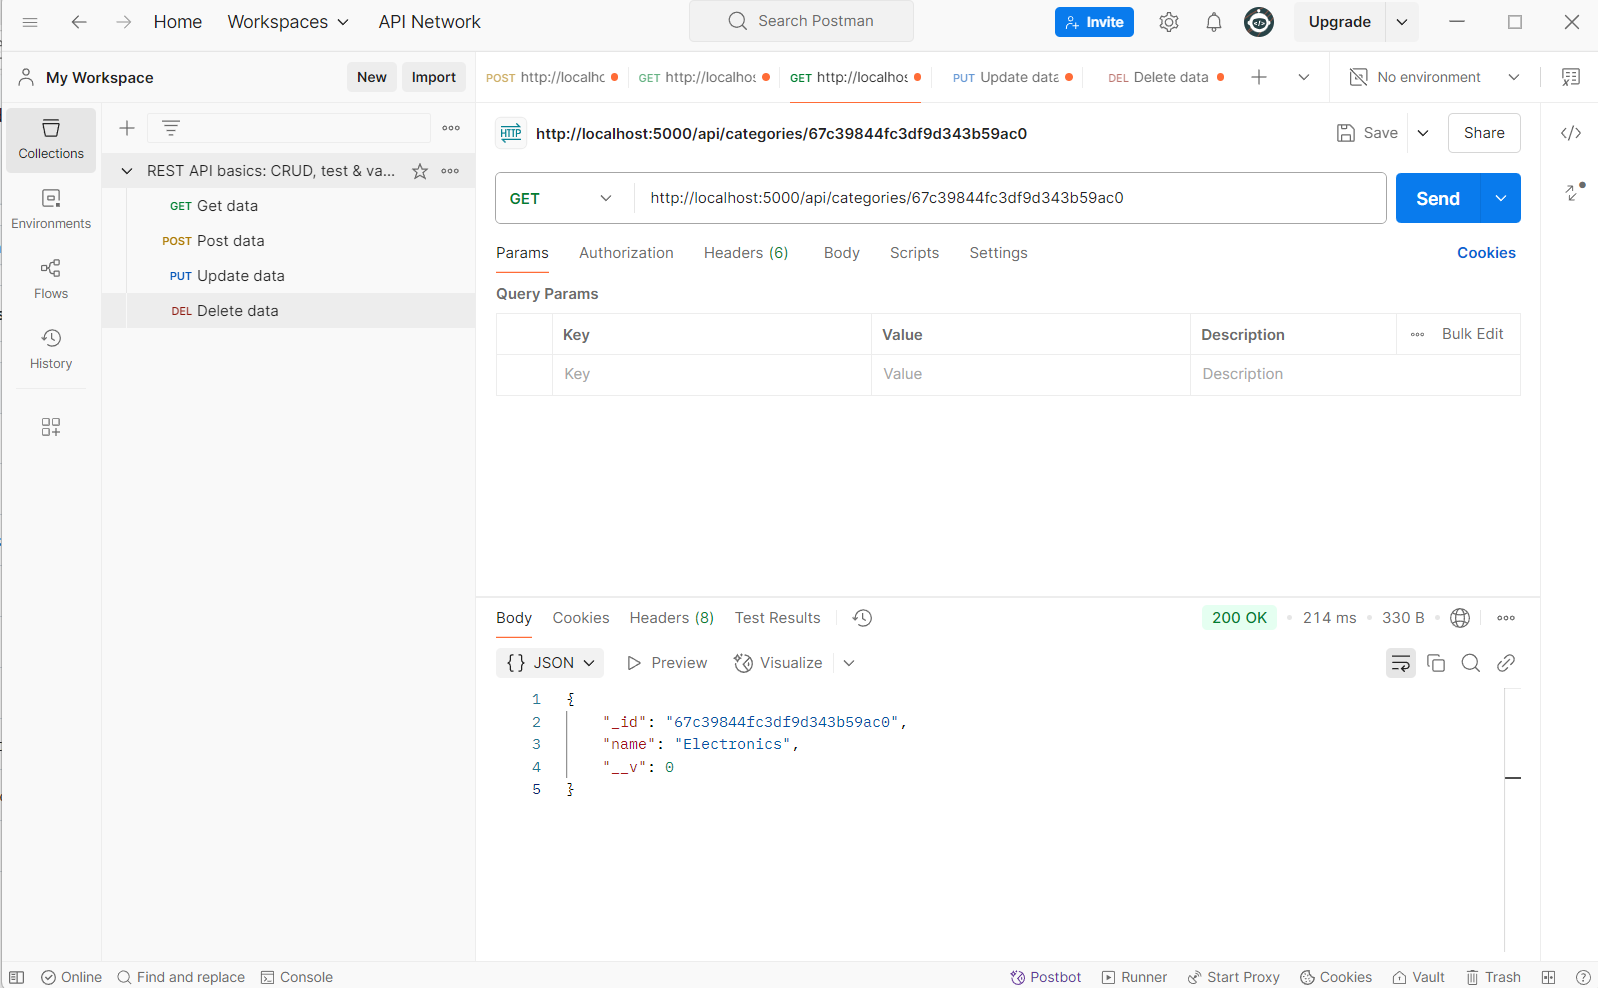 Home Workspaces API Network Search Postman Invite Upgrade
My Workspace New Import
POST http://localhc GET http://localhos GET http://localhos PUT Update data DEL Delete data No environment
Collections
Environments
Flows
History
REST API basics: CRUD, test & va...
GET Get data
POST Post data
PUT Update data
DEL Delete data
HTTP http://localhost:5000/api/categories/67c39844fc3df9d343b59ac0 Save Share
GET http://localhost:5000/api/categories/67c39844fc3df9d343b59ac0 Send
Params Authorization Headers (6) Body Scripts Settings Cookies
Query Params
Key Value Description Bulk Edit
Key Value Description
Body Cookies Headers (8) Test Results 200 OK 214 ms 330 B
{} JSON Preview Visualize
1 {
2 "_id": "67c39844fc3df9d343b59ac0",
3 "name": "Electronics",
4 "__v": 0
5 }
Online Find and replace Console Postbot Runner Start Proxy Cookies Vault Trash